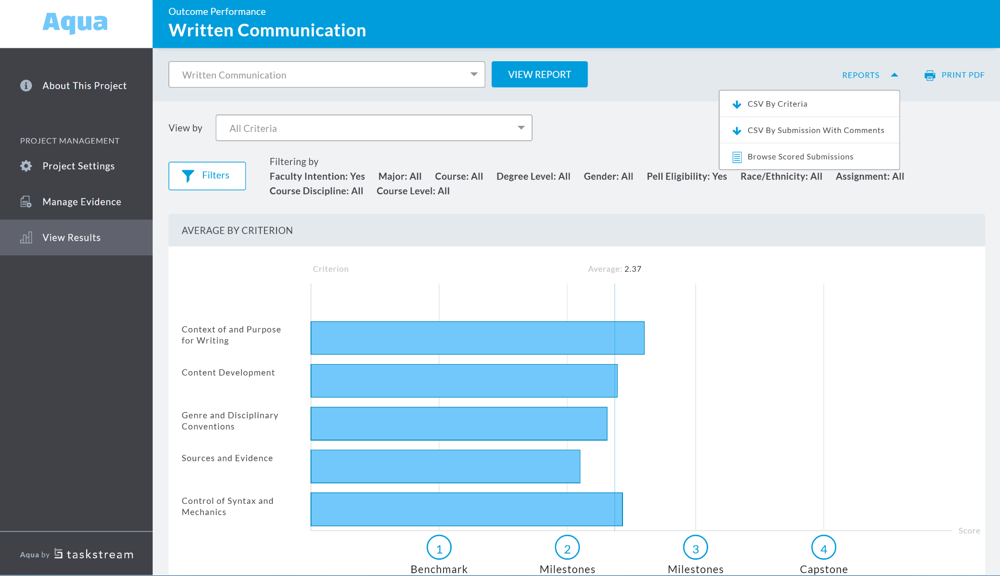 Aqua
Outcome Performance
Written Communication
About This Project
PROJECT MANAGEMENT
Project Settings
Manage Evidence
View Results
Aqua by taskstream
Written Communication
VIEW REPORT
REPORTS
PRINT PDF
CSV By Criteria
CSV By Submission With Comments
Browse Scored Submissions
View by
All Criteria
Filters
Filtering by
Faculty Intention: Yes Major: All Course: All Degree Level: All Gender: All Pell Eligibility: Yes Race/Ethnicity: All Assignment: All
Course Discipline: All Course Level: All
AVERAGE BY CRITERION
Criterion
Average: 2.37
Context of and Purpose
for Writing
Content Development
Genre and Disciplinary
Conventions
Sources and Evidence
Control of Syntax and
Mechanics
Score
1 2 3 4
Benchmark Milestones Milestones Capstone